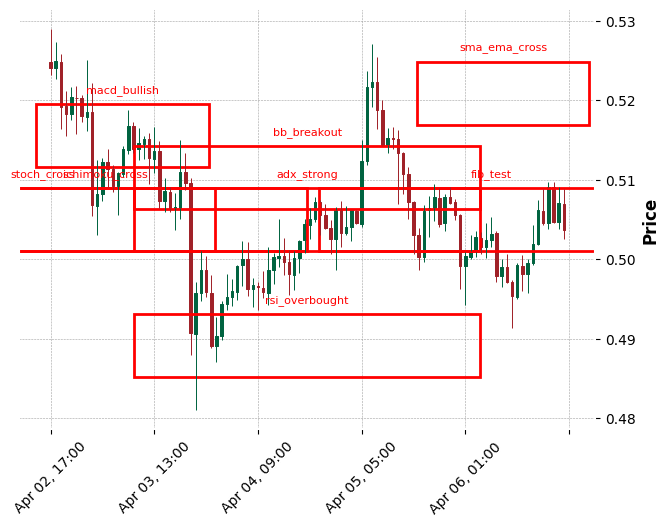 0.53
sma_ema_cross
macd_bullish
0.52
bb_breakout
stoch_cross
ichimoku_cross
adx_strong
fib_test
0.51
Price
0.50
rsi_overbought
0.49
0.48
Apr 02, 17:00
Apr 03, 13:00
Apr 04, 09:00
Apr 05, 05:00
Apr 06, 01:00